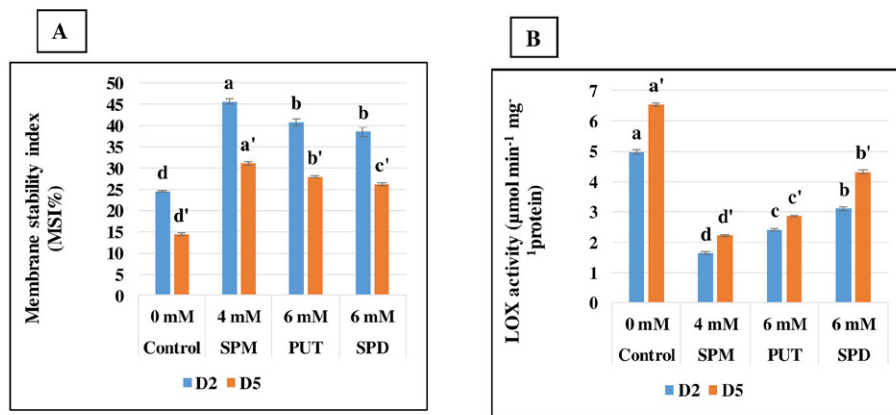 A
Membrane stability index
(MSI%)
50
45
40
35
30
25
20
15
10
5
0
d
d'
a
a'
b
b'
b
c'
0 mM
4 mM
6 mM
6 mM
Control
SPM
PUT
SPD
D2
D5
B
LOX activity (µmol min-1 mg-
1protein)
7
6
5
4
3
2
1
0
a
a'
d
d'
c
c'
b
b'
0 mM
4 mM
6 mM
6 mM
Control
SPM
PUT
SPD
D2
D5